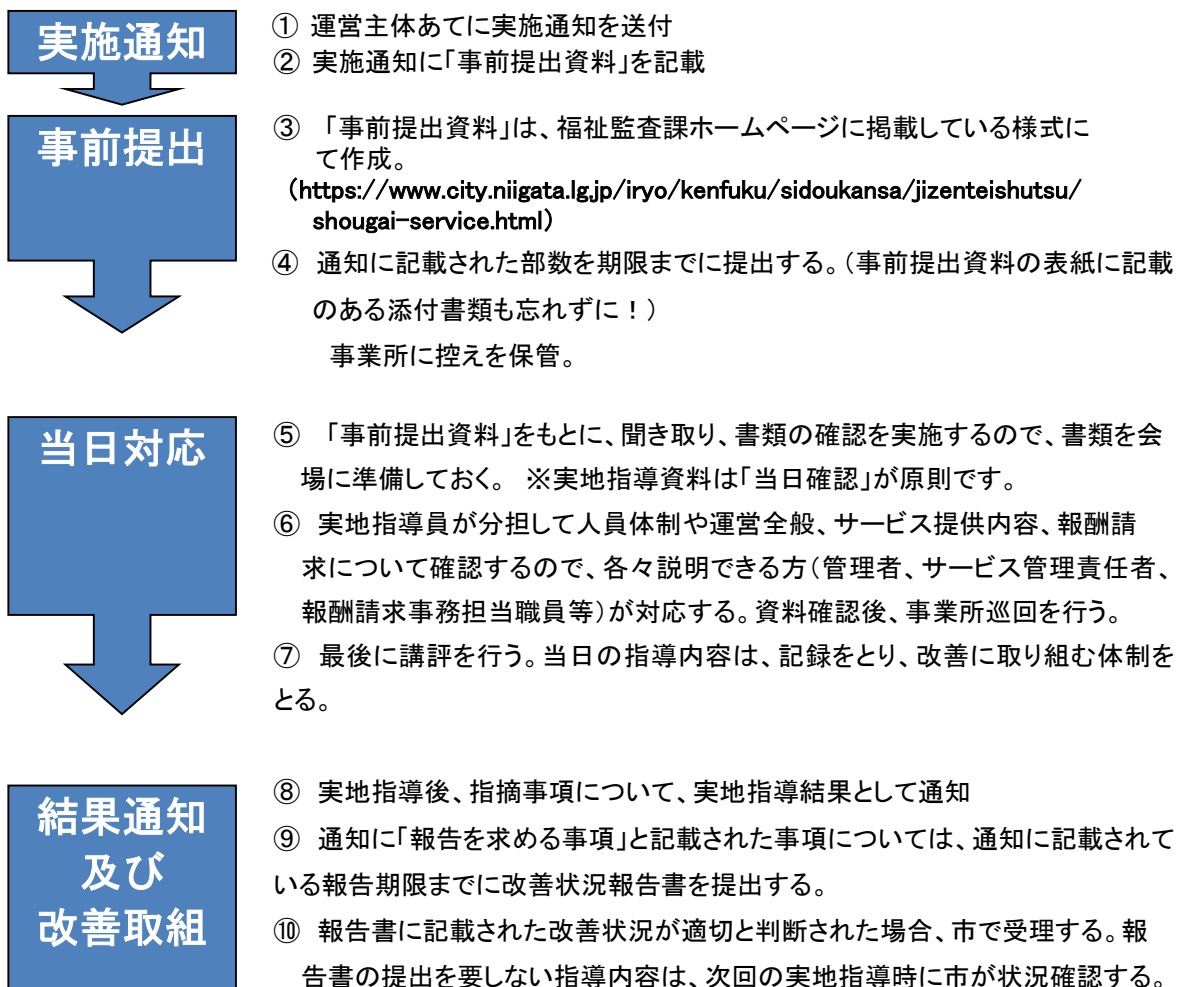 実施通知
① 運営主体あてに実施通知を送付
② 実施通知に「事前提出資料」を記載
事前提出
③ 「事前提出資料」は、福祉監査課ホームページに掲載している様式に
て作成。
（https://www.city.niigata.lg.jp/iryo/kenfuku/sidoukansa/jizenteishutsu/
shougai-service.html）
④ 通知に記載された部数を期限までに提出する。（事前提出資料の表紙に記載
のある添付書類も忘れずに！）
事業所に控えを保管。
当日対応
⑤ 「事前提出資料」をもとに、聞き取り、書類の確認を実施するので、書類を会
場に準備しておく。 ※実地指導資料は「当日確認」が原則です。
⑥ 実地指導員が分担して人員体制や運営全般、サービス提供内容、報酬請
求について確認するので、各々説明できる方（管理者、サービス管理責任者、
報酬請求事務担当職員等）が対応する。資料確認後、事業所巡回を行う。
⑦ 最後に講評を行う。当日の指導内容は、記録をとり、改善に取り組む体制を
とる。
結果通知
及び
改善取組
⑧ 実地指導後、指摘事項について、実地指導結果として通知
⑨ 通知に「報告を求める事項」と記載された事項については、通知に記載されて
いる報告期限までに改善状況報告書を提出する。
⑩ 報告書に記載された改善状況が適切と判断された場合、市で受理する。報
告書の提出を要しない指導内容は、次回の実地指導時に市が状況確認する。